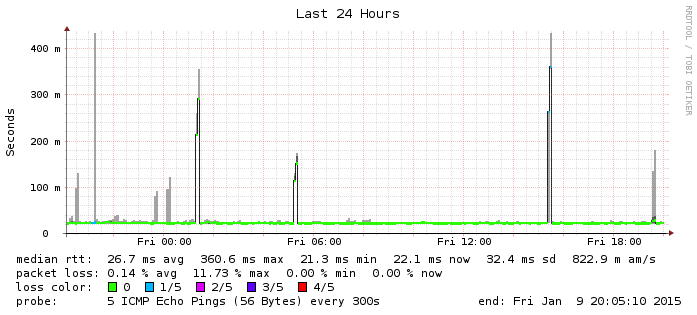 Last 24 Hours
RRDTOOL / TOBI OETIKER
Seconds
400 m
300 m
200 m
100 m
0
Fri 00:00 Fri 06:00 Fri 12:00 Fri 18:00
median rtt: 26.7 ms avg 360.6 ms max 21.3 ms min 22.1 ms now 32.4 ms sd 822.9 m am/s
packet loss: 0.14 % avg 11.73 % max 0.00 % min 0.00 % now
loss color: 0 1/5 2/5 3/5 4/5
probe: 5 ICMP Echo Pings (56 Bytes) every 300s end: Fri Jan 9 20:05:10 2015